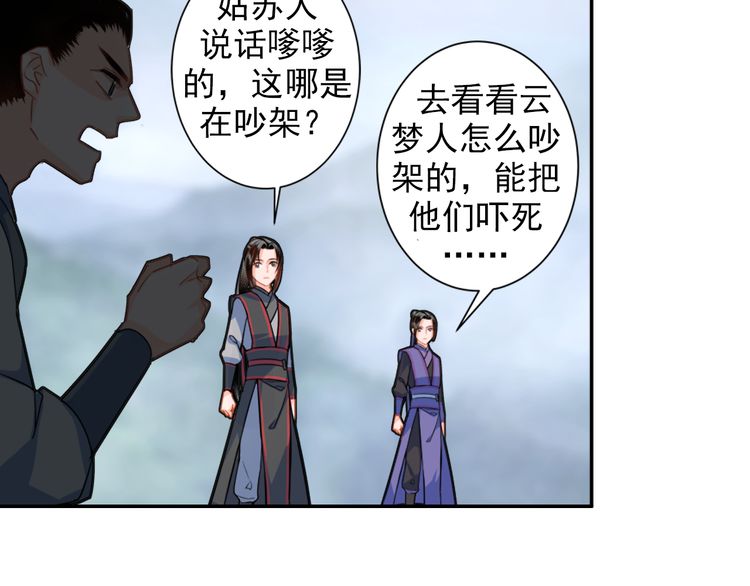 姑苏人
说话嗲嗲
的，这哪是
在吵架？
去看看云
梦人怎么吵
架的，能把
他们吓死
……